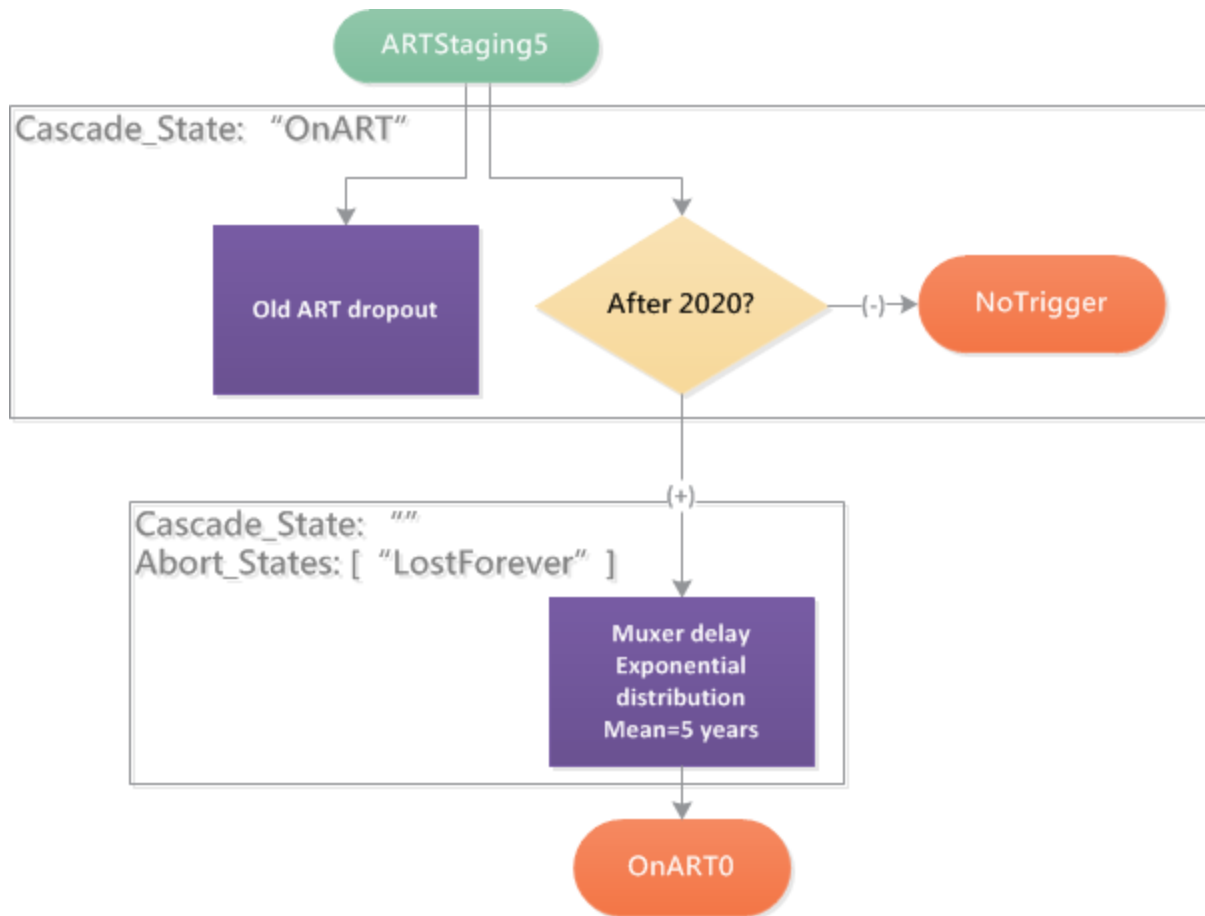 ARTStaging5
Cascade_State: “OnART”
Old ART dropout
After 2020?
(-)
NoTrigger
(+)
Cascade_State: “”
Abort_States: [ “LostForever” ]
Muxer delay
Exponential
distribution
Mean=5 years
OnART0